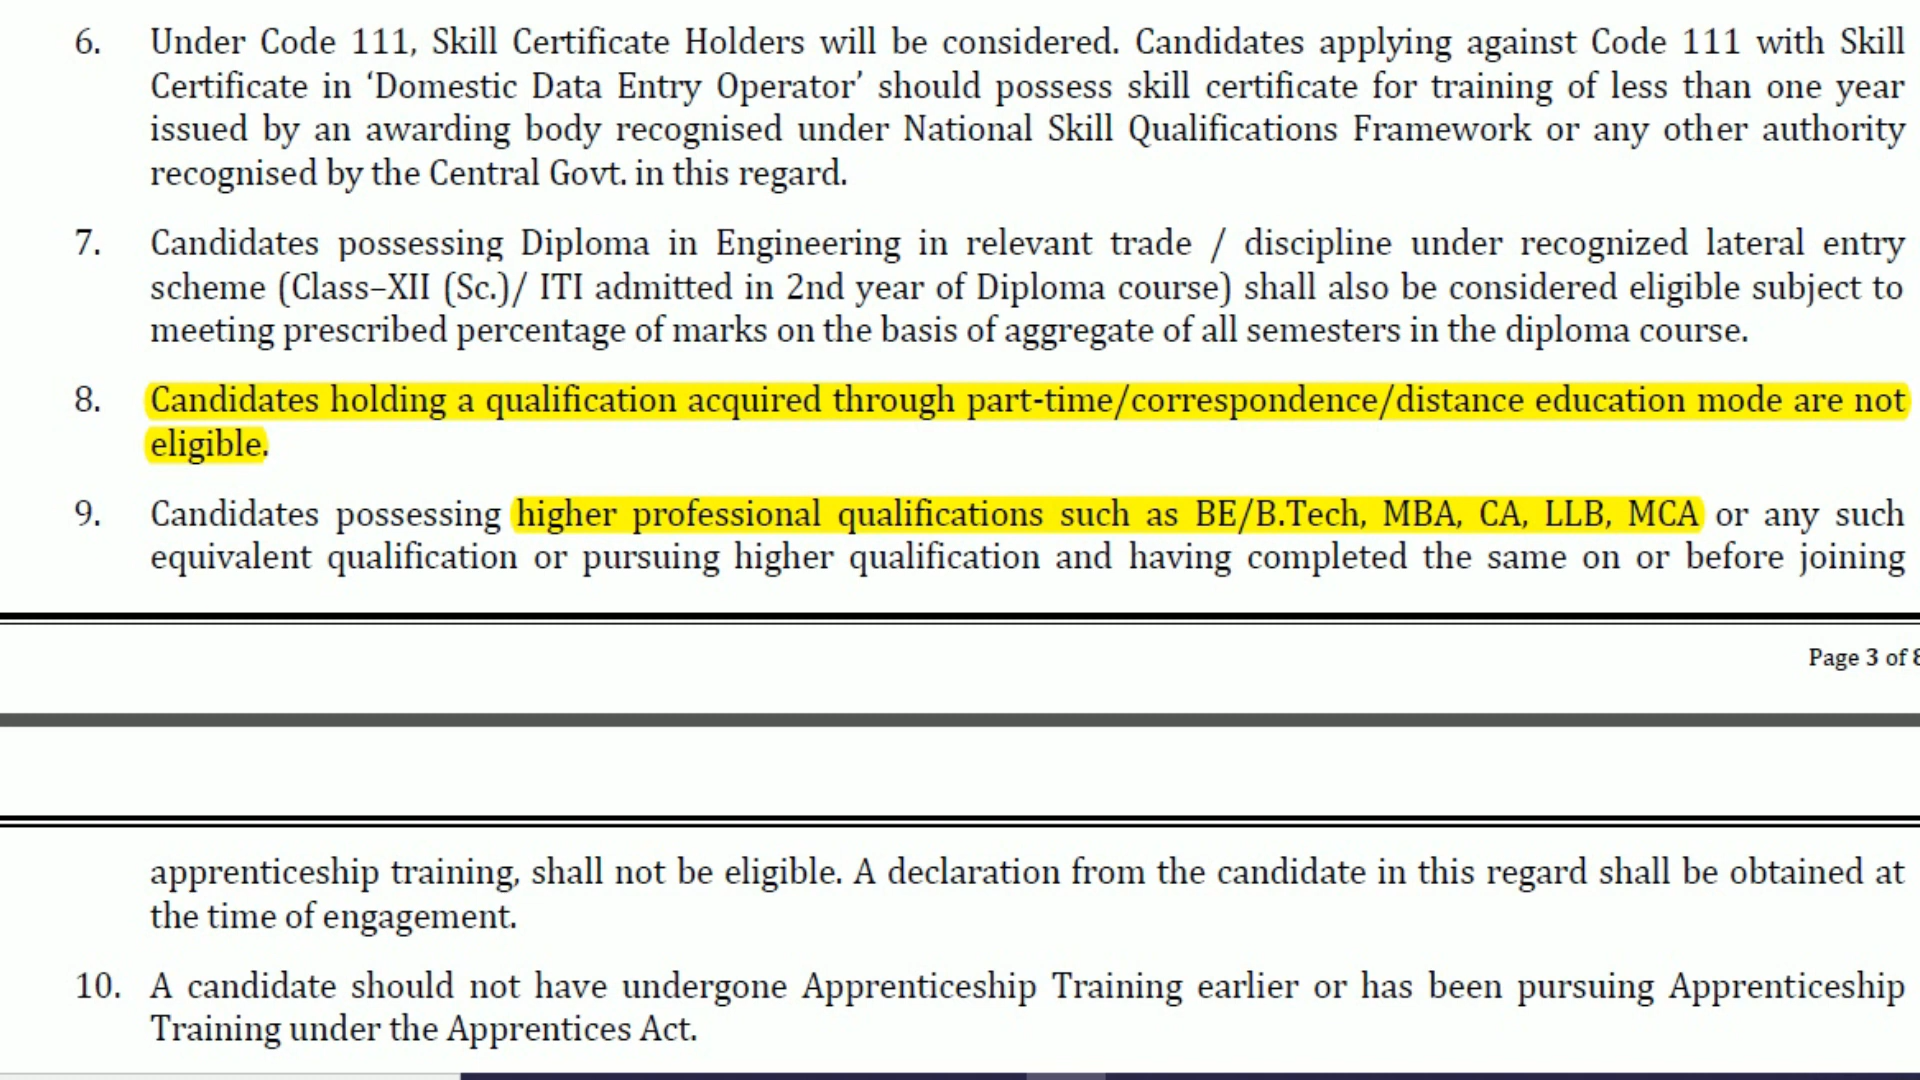 6. Under Code 111, Skill Certificate Holders will be considered. Candidates applying against Code 111 with Skill
Certificate in ‘Domestic Data Entry Operator’ should possess skill certificate for training of less than one year
issued by an awarding body recognised under National Skill Qualifications Framework or any other authority
recognised by the Central Govt. in this regard.
7. Candidates possessing Diploma in Engineering in relevant trade / discipline under recognized lateral entry
scheme (Class–XII (Sc.)/ ITI admitted in 2nd year of Diploma course) shall also be considered eligible subject to
meeting prescribed percentage of marks on the basis of aggregate of all semesters in the diploma course.
8. Candidates holding a qualification acquired through part-time/correspondence/distance education mode are not
eligible.
9. Candidates possessing higher professional qualifications such as BE/B.Tech, MBA, CA, LLB, MCA or any such
equivalent qualification or pursuing higher qualification and having completed the same on or before joining
Page 3 of 8
apprenticeship training, shall not be eligible. A declaration from the candidate in this regard shall be obtained at
the time of engagement.
10. A candidate should not have undergone Apprenticeship Training earlier or has been pursuing Apprenticeship
Training under the Apprentices Act.